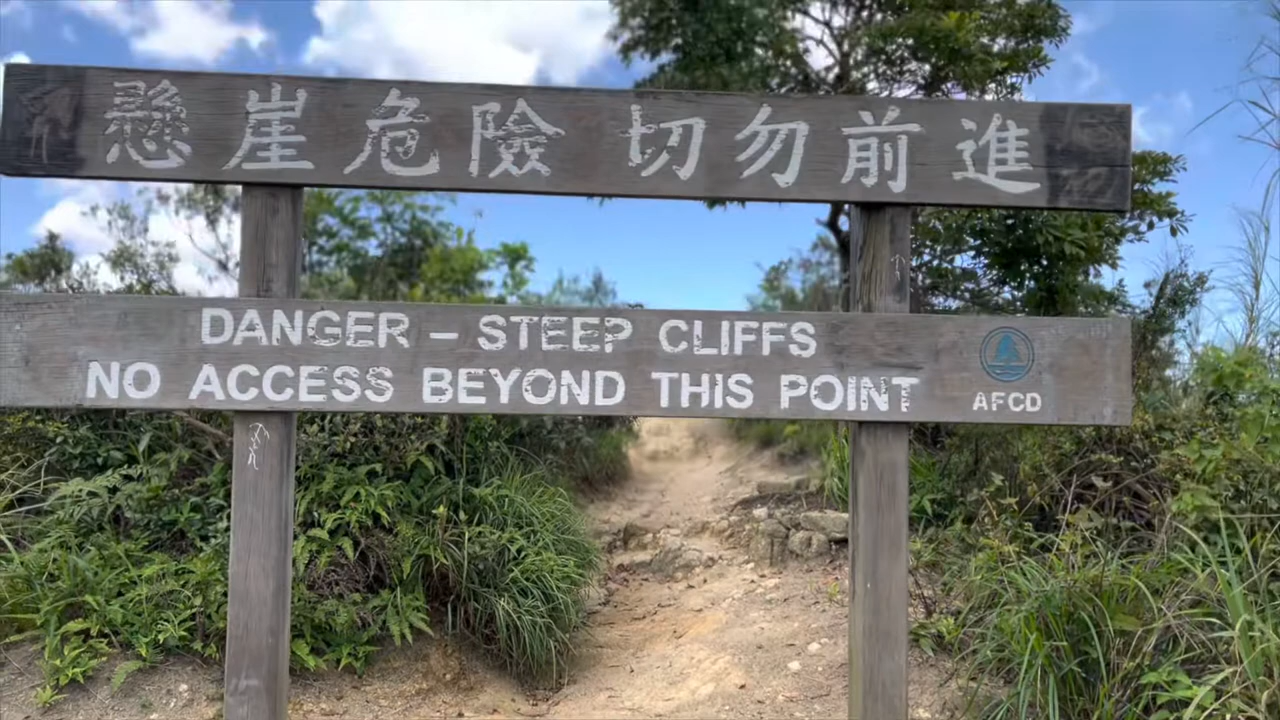 懸崖危險 切勿前進
DANGER – STEEP CLIFFS
NO ACCESS BEYOND THIS POINT
AFCD